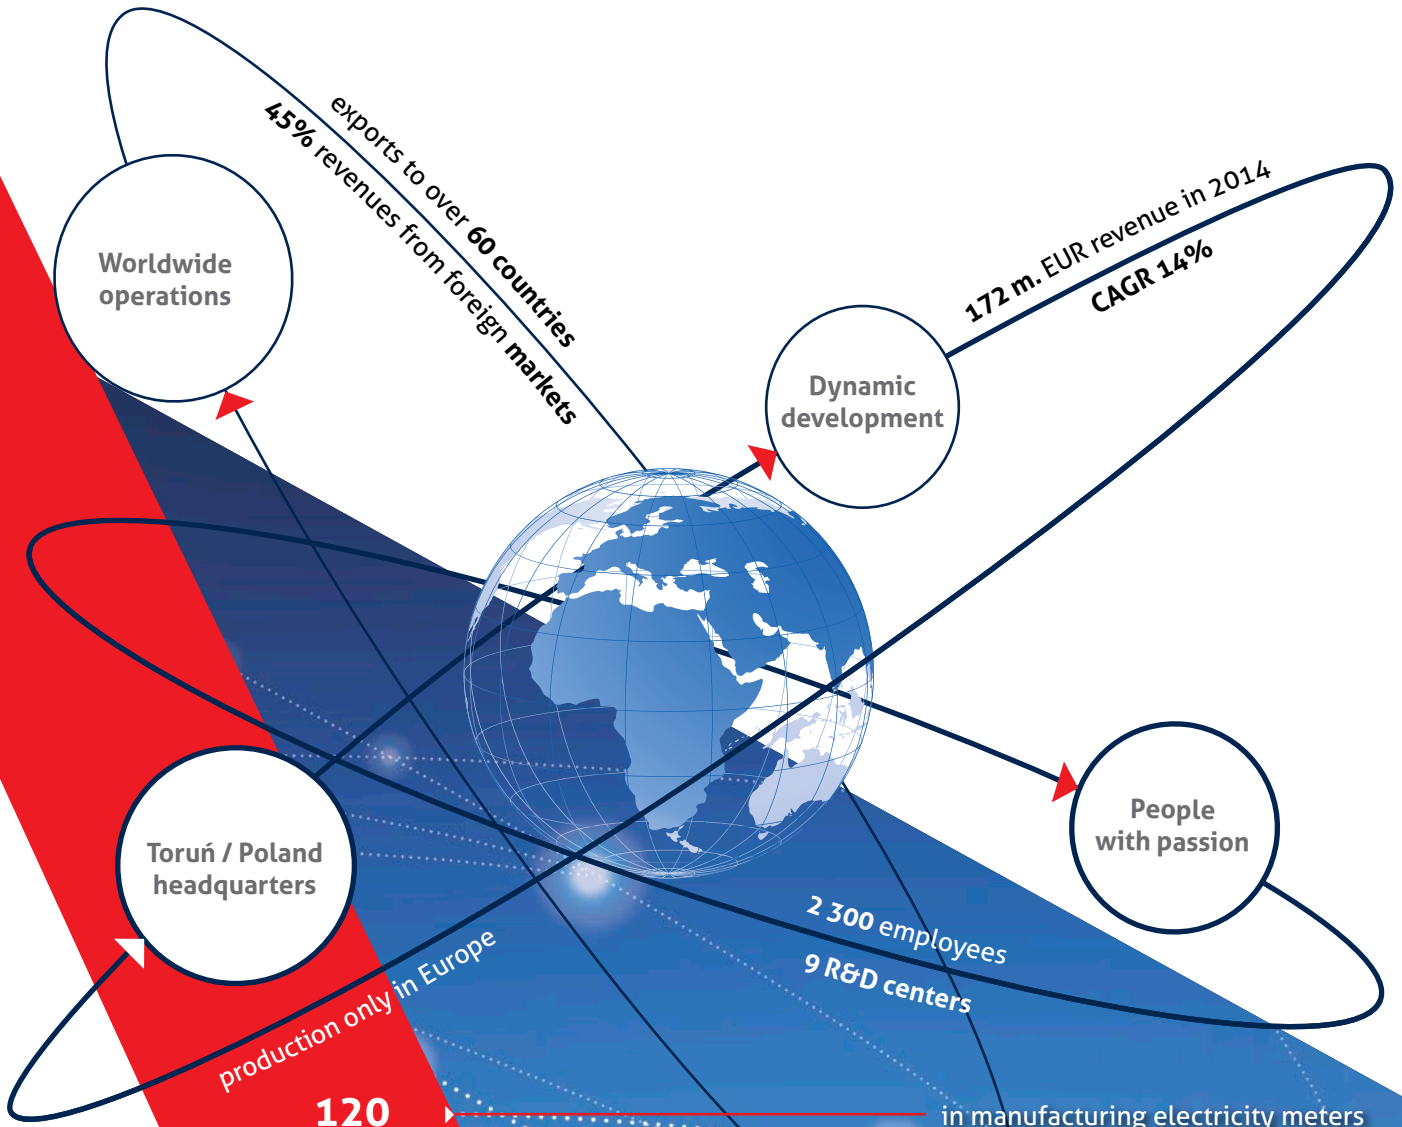 exports to over 60 countries
45% revenues from foreign markets
Worldwide
operations
172 m. EUR revenue in 2014
CAGR 14%
Dynamic
development
People
with passion
Toruń / Poland
headquarters
2 300 employees
9 R&D centers
production only in Europe
120
in manufacturing electricity meters